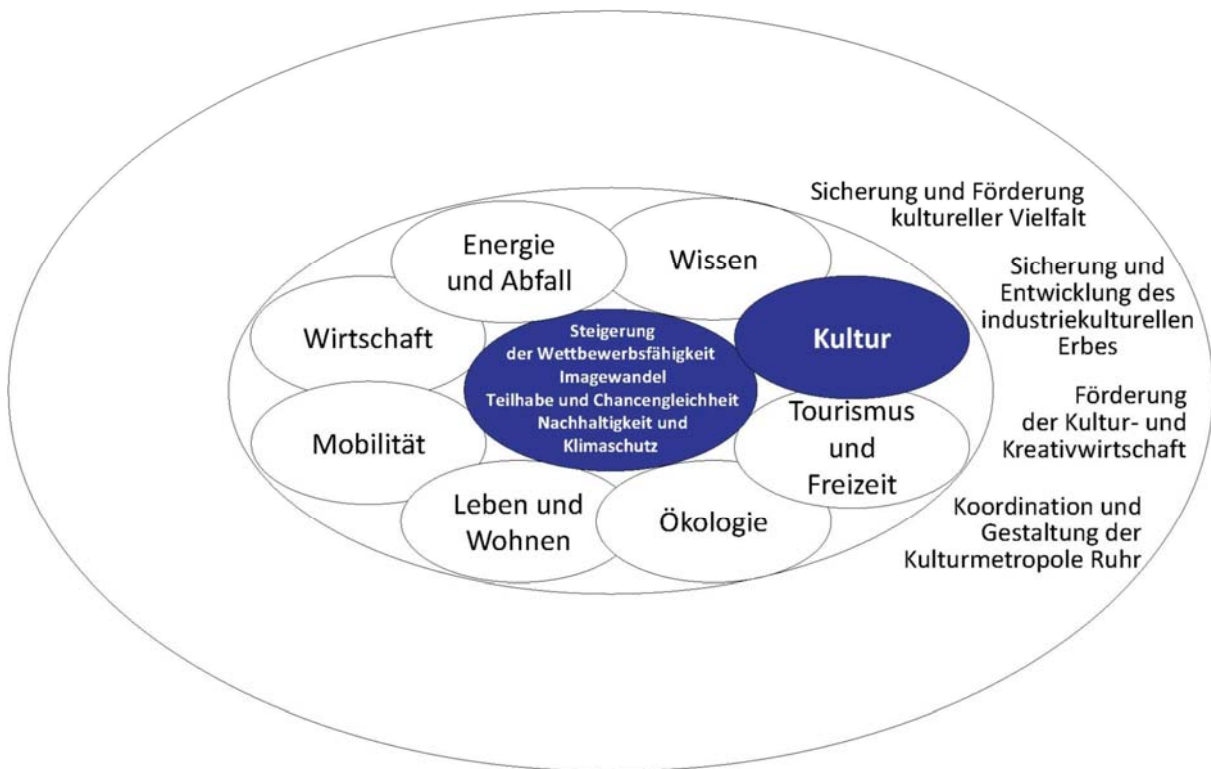 Sicherung und Förderung
kultureller Vielfalt
Energie
und Abfall
Wissen
Sicherung und
Entwicklung des
industriekulturellen
Erbes
Wirtschaft
Steigerung
der Wettbewerbsfähigkeit
Imagewandel
Teilhabe und Chancengleichheit
Nachhaltigkeit und
Klimaschutz
Kultur
Mobilität
Tourismus
und
Freizeit
Förderung
der Kultur- und
Kreativwirtschaft
Leben und
Wohnen
Ökologie
Koordination und
Gestaltung der
Kulturmetropole Ruhr